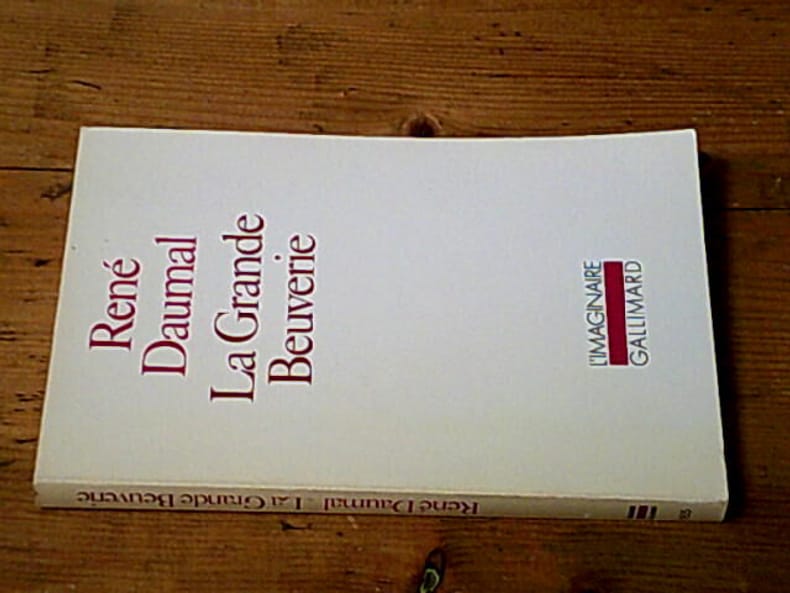 René
Daumal
La Grande
Beuverie
L'IMAGINAIRE
GALLIMARD
René Daumal - La Grande Beuverie